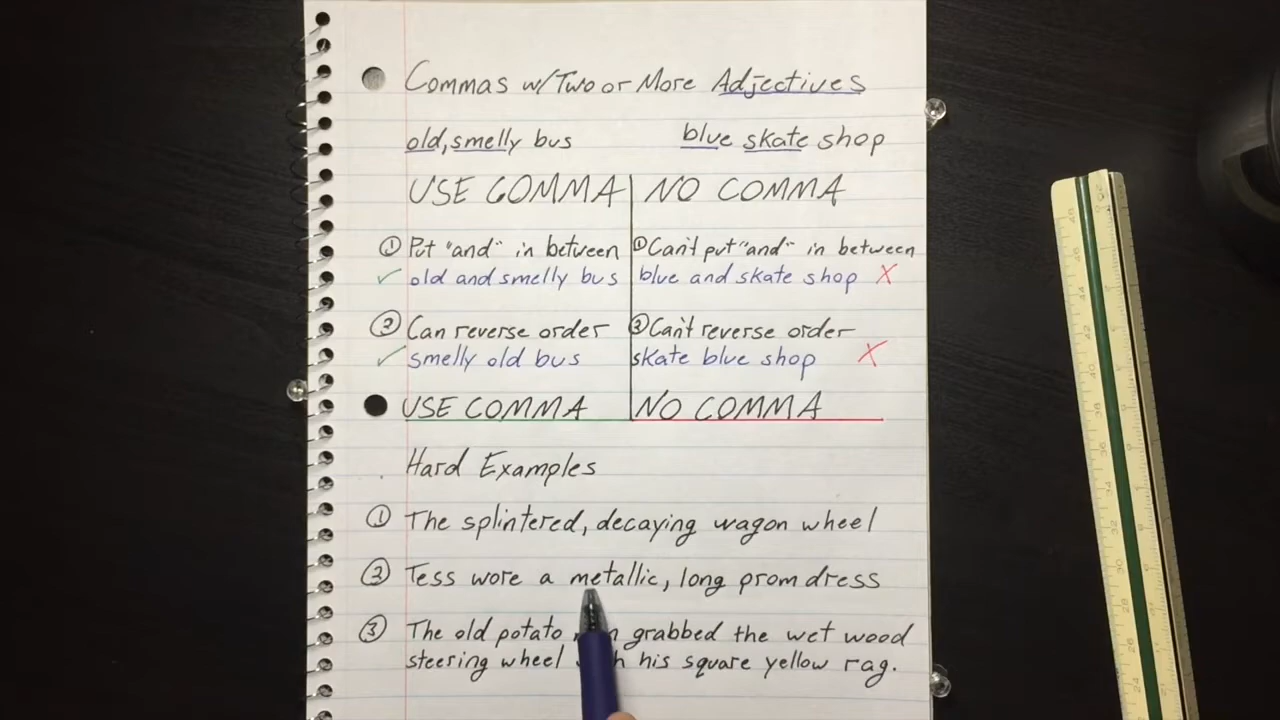 Commas w/Two or More Adjectives
old, smelly bus blue skate shop
USE COMMA NO COMMA
① Put "and" in between ① Can't put "and" in between
✓ old and smelly bus blue and skate shop X
② Can reverse order ② Can't reverse order
✓ smelly old bus skate blue shop X
USE COMMA NO COMMA
Hard Examples
① The splintered, decaying wagon wheel
② Tess wore a metallic, long prom dress
③ The old potato grabbed the wet wood
steering wheel his square yellow rag.